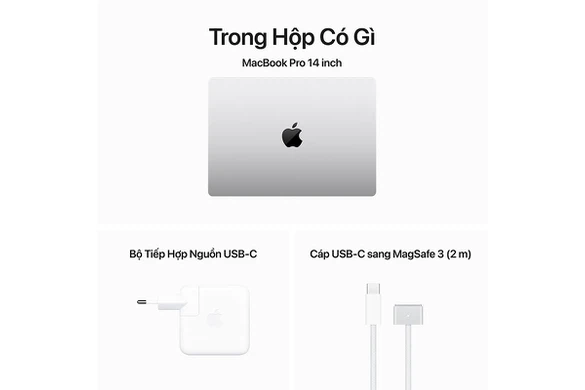 Trong Hộp Có Gì
MacBook Pro 14 inch
Bộ Tiếp Hợp Nguồn USB-C
Cáp USB-C sang MagSafe 3 (2 m)